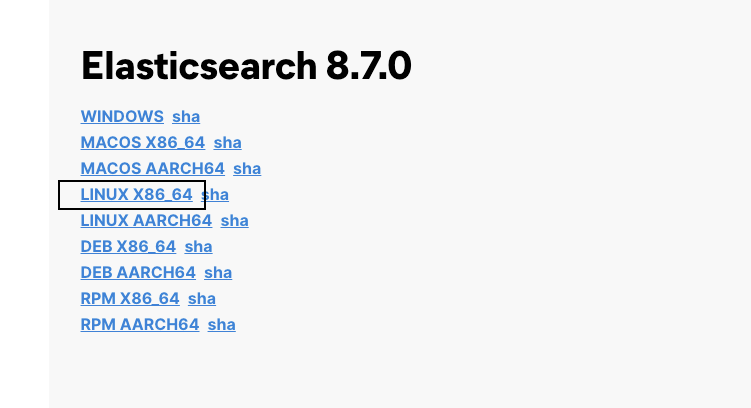 Elasticsearch 8.7.0
WINDOWS sha
MACOS X86_64 sha
MACOS AARCH64 sha
LINUX X86_64 sha
LINUX AARCH64 sha
DEB X86_64 sha
DEB AARCH64 sha
RPM X86_64 sha
RPM AARCH64 sha